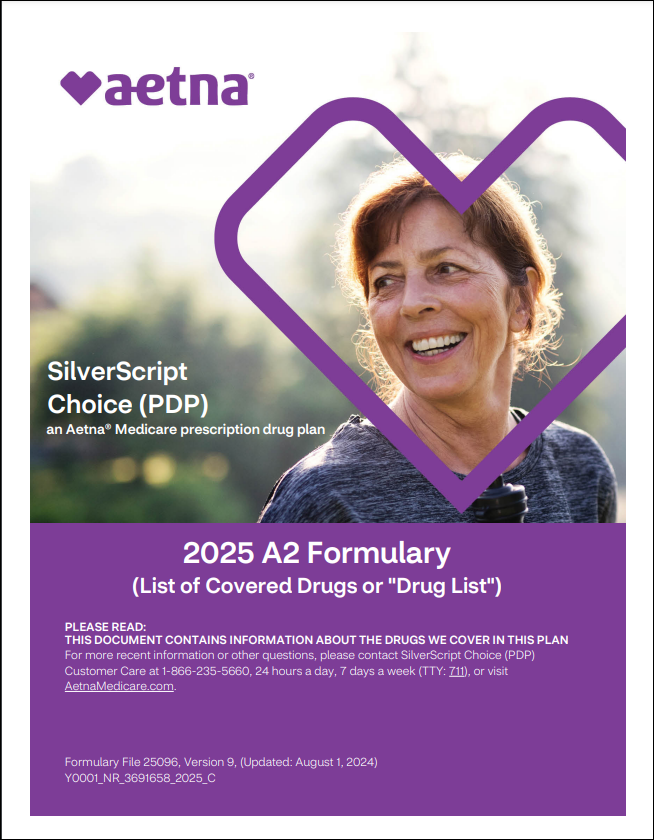 aetna®
SilverScript
Choice (PDP)
an Aetna® Medicare prescription drug plan
2025 A2 Formulary
(List of Covered Drugs or "Drug List")
PLEASE READ:
THIS DOCUMENT CONTAINS INFORMATION ABOUT THE DRUGS WE COVER IN THIS PLAN
For more recent information or other questions, please contact SilverScript Choice (PDP)
Customer Care at 1-866-235-5660, 24 hours a day, 7 days a week (TTY: 711), or visit
AetnaMedicare.com.
Formulary File 25096, Version 9, (Updated: August 1, 2024)
Y0001_NR_3691658_2025_C